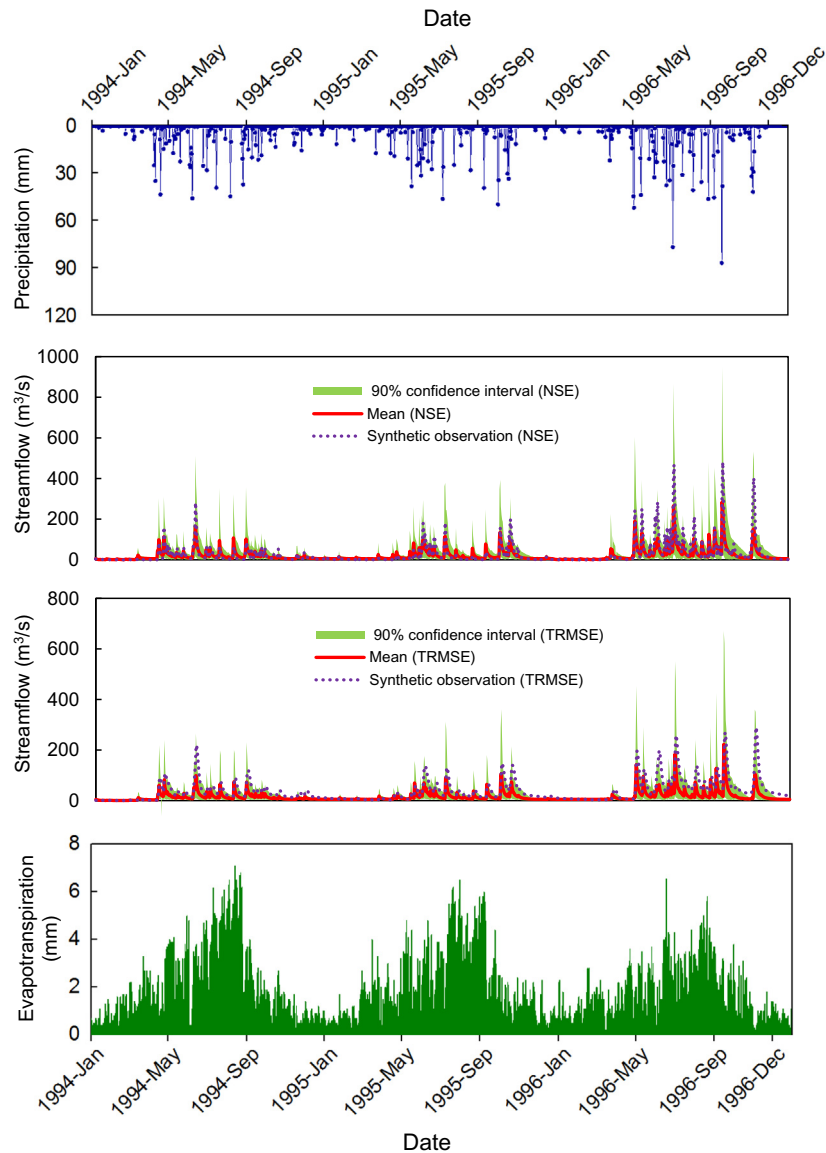 Date
1994-Jan
1994-May
1994-Sep
1995-Jan
1995-May
1995-Sep
1996-Jan
1996-May
1996-Sep
1996-Dec
Precipitation (mm)
0
30
60
90
120
Streamflow (m³/s)
1000
800
600
400
200
0
90% confidence interval (NSE)
Mean (NSE)
Synthetic observation (NSE)
Streamflow (m³/s)
800
600
400
200
0
90% confidence interval (TRMSE)
Mean (TRMSE)
Synthetic observation (TRMSE)
Evapotranspiration
(mm)
8
6
4
2
0
1994-Jan
1994-May
1994-Sep
1995-Jan
1995-May
1995-Sep
1996-Jan
1996-May
1996-Sep
1996-Dec
Date